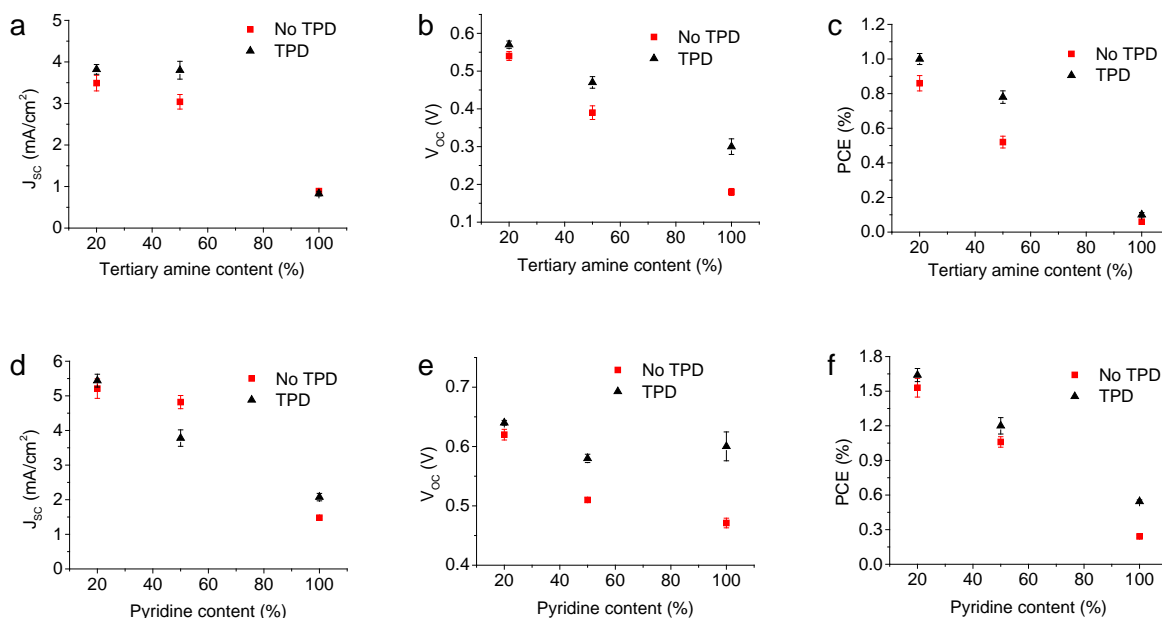 a
J_SC (mA/cm²)
5
4
3
2
1
0
No TPD
TPD
20 40 60 80 100
Tertiary amine content (%)
b
V_OC (V)
0.6
0.5
0.4
0.3
0.2
0.1
No TPD
TPD
20 40 60 80 100
Tertiary amine content (%)
c
PCE (%)
1.2
1.0
0.8
0.6
0.4
0.2
0.0
No TPD
TPD
20 40 60 80 100
Tertiary amine content (%)
d
J_SC (mA/cm²)
6
5
4
3
2
1
0
No TPD
TPD
20 40 60 80 100
Pyridine content (%)
e
V_OC (V)
0.7
0.6
0.5
0.4
No TPD
TPD
20 40 60 80 100
Pyridine content (%)
f
PCE (%)
1.8
1.5
1.2
0.9
0.6
0.3
0.0
No TPD
TPD
20 40 60 80 100
Pyridine content (%)